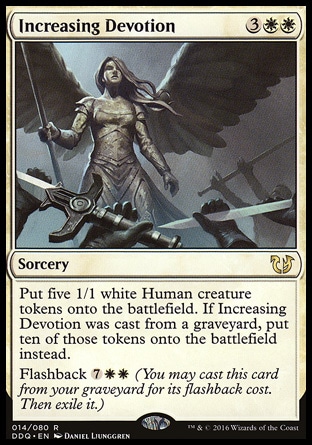 Increasing Devotion 3
Sorcery
Put five 1/1 white Human creature
tokens onto the battlefield. If Increasing
Devotion was cast from a graveyard, put
ten of those tokens onto the battlefield
instead.
Flashback 7 (You may cast this
card from your graveyard for its flashback cost.
Then exile it.)
014/080 R
DDQ • EN Daniel Ljunggren
™ & © 2016 Wizards of the Coast